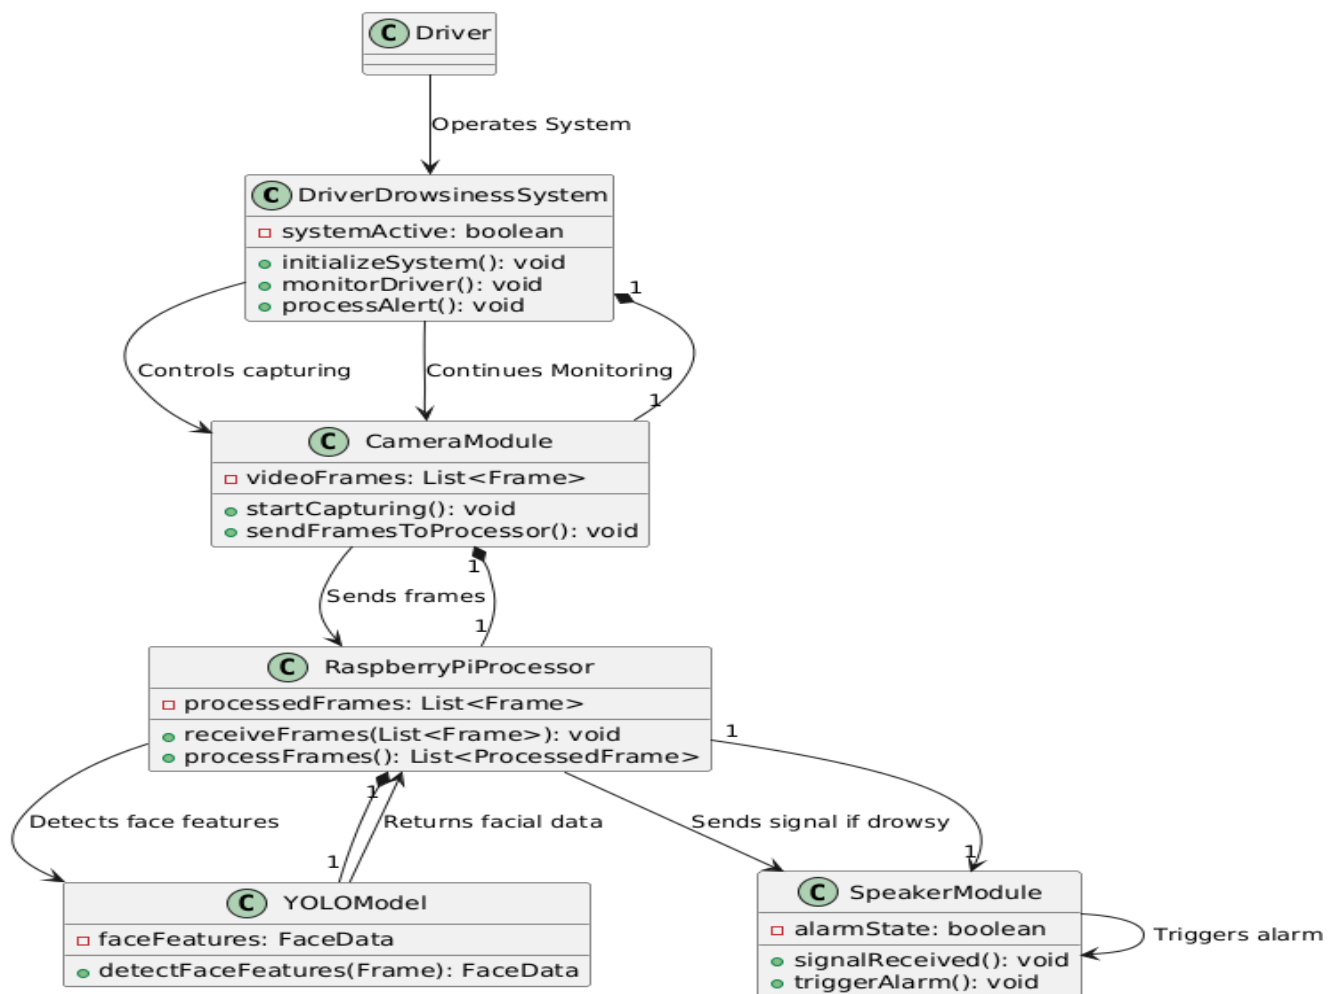 C Driver
Operates System
C DriverDrowsinessSystem
systemActive: boolean
initializeSystem(): void
monitorDriver(): void
processAlert(): void
1
Controls capturing
Continues Monitoring
1
C CameraModule
videoFrames: List<Frame>
startCapturing(): void
sendFramesToProcessor(): void
1
Sends frames
1
C RaspberryPiProcessor
processedFrames: List<Frame>
receiveFrames(List<Frame>): void
processFrames(): List<ProcessedFrame>
1
1
Detects face features
Returns facial data
Sends signal if drowsy
1
1
C YOLOModel
faceFeatures: FaceData
detectFaceFeatures(Frame): FaceData
C SpeakerModule
alarmState: boolean
signalReceived(): void
triggerAlarm(): void
Triggers alarm